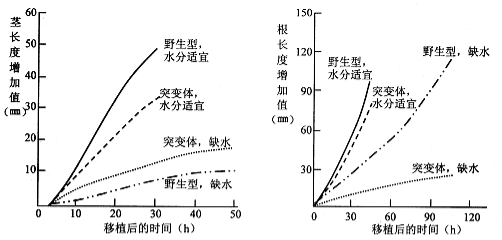 茎长度增加值(mm)
60
50
40
30
20
10
0
10
20
30
40
50
野生型,
水分适宜
突变体,
水分适宜
突变体,缺水
野生型,缺水
移植后的时间(h)
根长度增加值(mm)
150
120
90
60
30
0
30
60
90
120
野生型,
水分适宜
野生型,缺水
突变体,
水分适宜
突变体,缺水
移植后的时间(h)